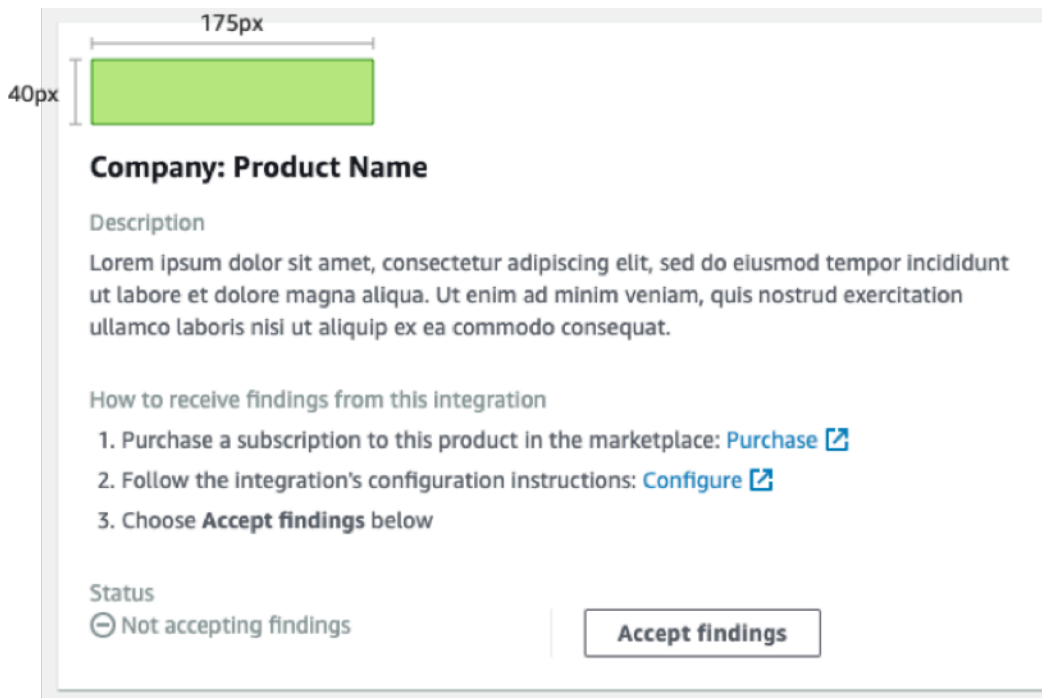 175px
40px
Company: Product Name
Description
Lorem ipsum dolor sit amet, consectetur adipiscing elit, sed do eiusmod tempor incididunt
ut labore et dolore magna aliqua. Ut enim ad minim veniam, quis nostrud exercitation
ullamco laboris nisi ut aliquip ex ea commodo consequat.
How to receive findings from this integration
1. Purchase a subscription to this product in the marketplace: Purchase
2. Follow the integration's configuration instructions: Configure
3. Choose Accept findings below
Status
Not accepting findings
Accept findings